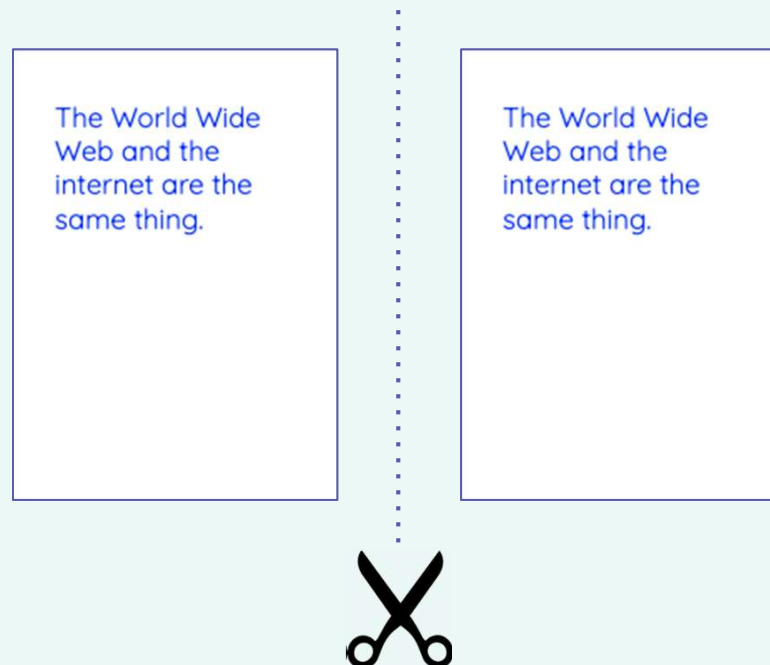 The World Wide
Web and the
internet are the
same thing.
The World Wide
Web and the
internet are the
same thing.